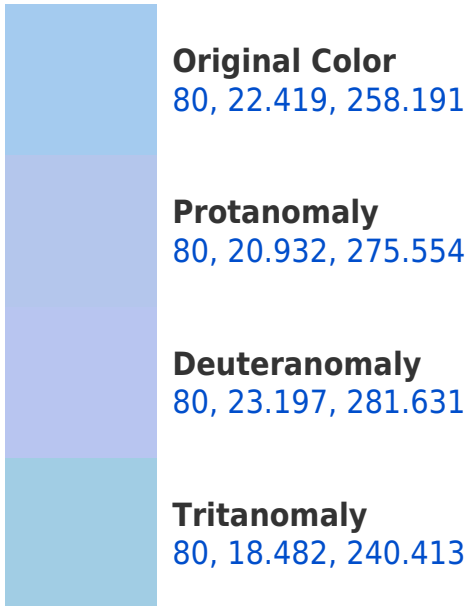 Original Color
80, 22.419, 258.191
Protanomaly
80, 20.932, 275.554
Deuteranomaly
80, 23.197, 281.631
Tritanomaly
80, 18.482, 240.413